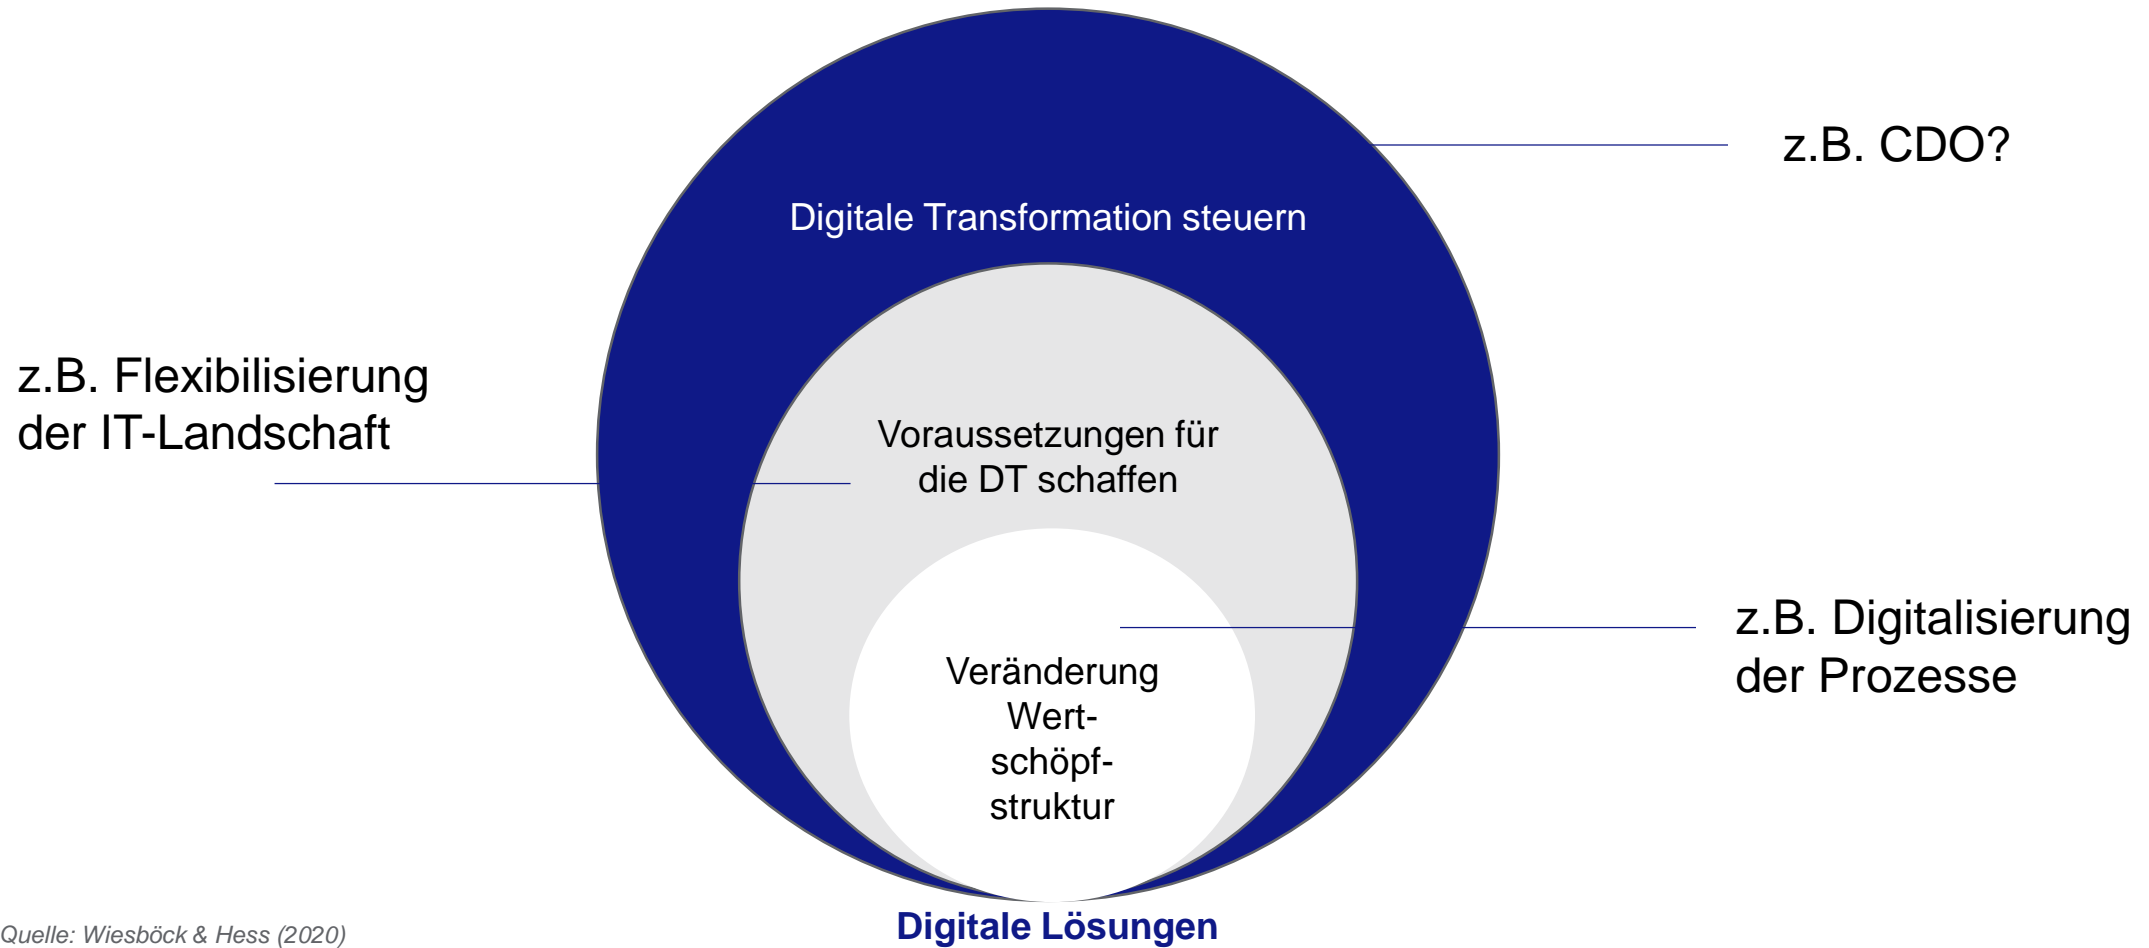 z.B. CDO?
Digitale Transformation steuern
z.B. Flexibilisierung
der IT-Landschaft
Voraussetzungen für
die DT schaffen
z.B. Digitalisierung
der Prozesse
Veränderung
Wert-
schöpf-
struktur
Digitale Lösungen
Quelle: Wiesböck & Hess (2020)